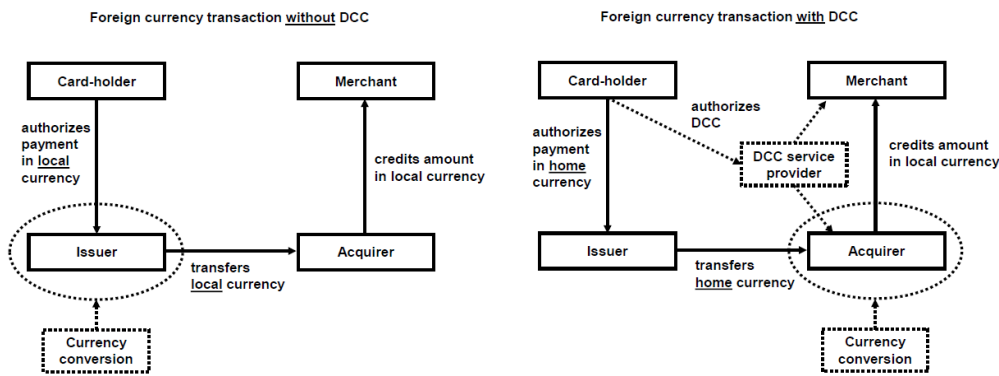 Foreign currency transaction without DCC
Card-holder
Merchant
authorizes
payment
in local
currency
credits amount
in local currency
Issuer
Acquirer
transfers
local currency
Currency
conversion
Foreign currency transaction with DCC
Card-holder
Merchant
authorizes
DCC
authorizes
payment
in home
currency
DCC service
provider
credits amount
in local currency
Issuer
Acquirer
transfers
home currency
Currency
conversion